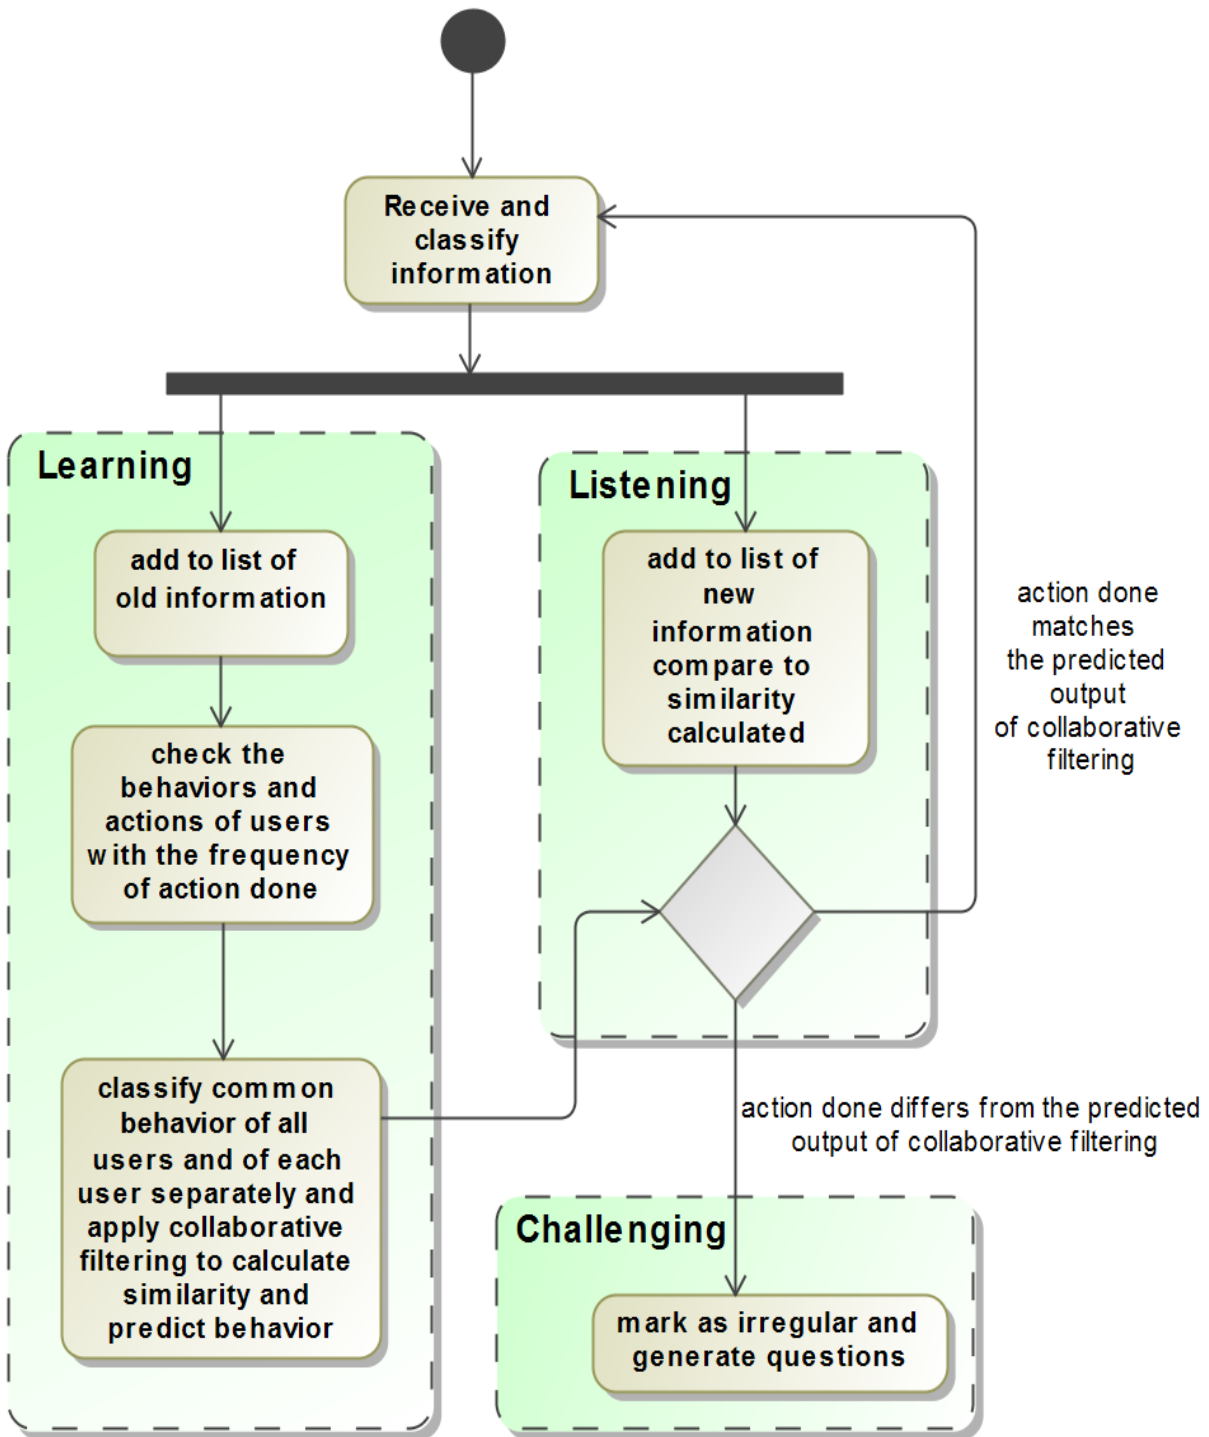 Receive and
classify
information
Learning
add to list of
old information
check the
behaviors and
actions of users
with the frequency
of action done
classify common
behavior of all
users and of each
user separately and
apply collaborative
filtering to calculate
similarity and
predict behavior
Listening
add to list of
new
information
compare to
similarity
calculated
action done
matches
the predicted
output
of collaborative
filtering
action done differs from the predicted
output of collaborative filtering
Challenging
mark as irregular and
generate questions